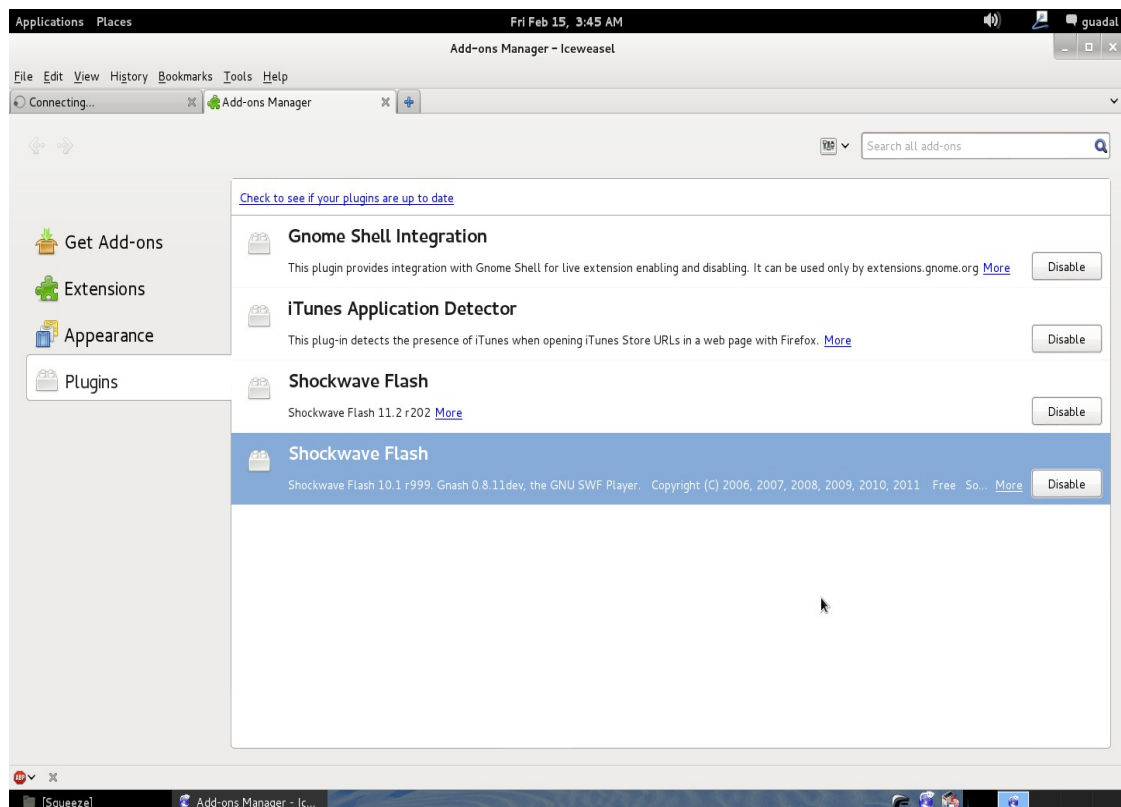 Applications Places Fri Feb 15, 3:45 AM guadal
Add-ons Manager - Iceweasel
File Edit View History Bookmarks Tools Help
Connecting... Add-ons Manager
Search all add-ons
Check to see if your plugins are up to date
Get Add-ons
Extensions
Appearance
Plugins
Gnome Shell Integration
This plugin provides integration with Gnome Shell for live extension enabling and disabling. It can be used only by extensions.gnome.org More
Disable
iTunes Application Detector
This plug-in detects the presence of iTunes when opening iTunes Store URLs in a web page with Firefox. More
Disable
Shockwave Flash
Shockwave Flash 11.2 r202 More
Disable
Shockwave Flash
Shockwave Flash 10.1 r999. Gnash 0.8.11dev, the GNU SWF Player. Copyright (C) 2006, 2007, 2008, 2009, 2010, 2011 Free So... More
Disable
ABP
[Squeeze] Add-ons Manager - Ic...